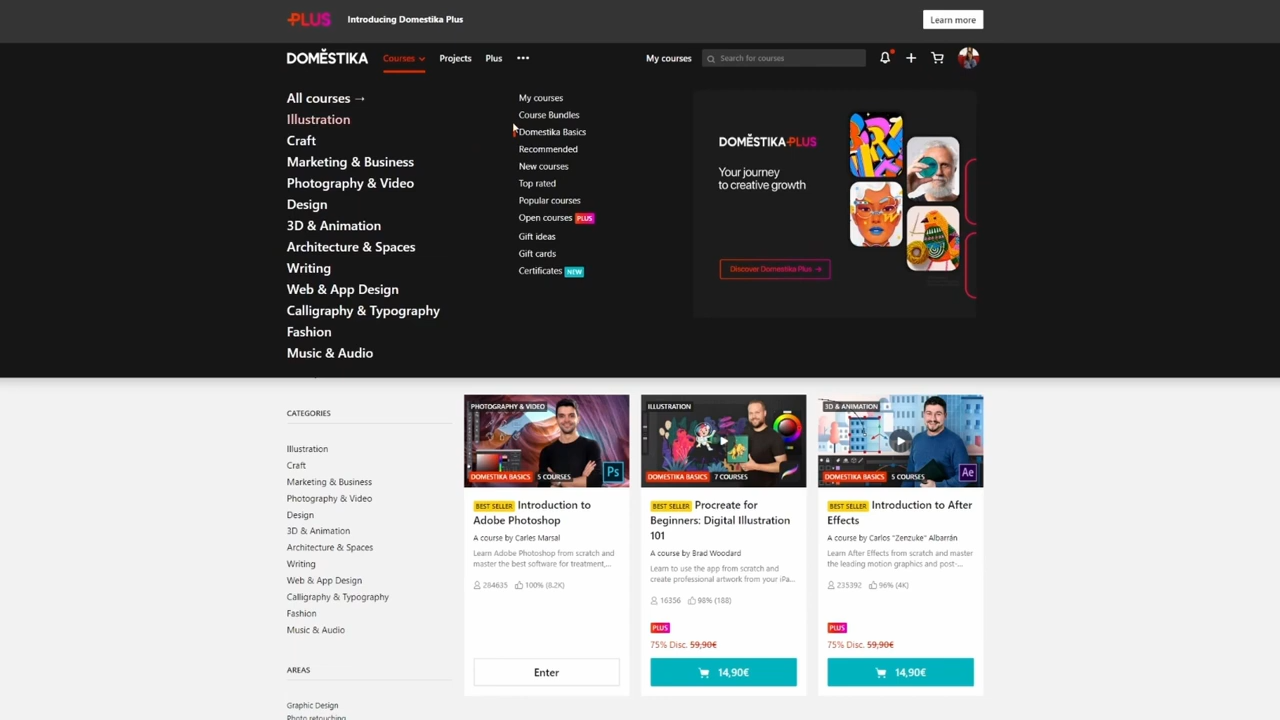 PLUS Introducing Domestika Plus Learn more
DOMĚSTIKA Courses Projects Plus ••• My courses Search for courses
All courses →
Illustration
Craft
Marketing & Business
Photography & Video
Design
3D & Animation
Architecture & Spaces
Writing
Web & App Design
Calligraphy & Typography
Fashion
Music & Audio
My courses
Course Bundles
Domestika Basics
Recommended
New courses
Top rated
Popular courses
Open courses PLUS
Gift ideas
Gift cards
Certificates NEW
DOMĚSTIKA PLUS
Your journey
to creative growth
Discover Domestika Plus →
CATEGORIES
Illustration
Craft
Marketing & Business
Photography & Video
Design
3D & Animation
Architecture & Spaces
Writing
Web & App Design
Calligraphy & Typography
Fashion
Music & Audio
AREAS
Graphic Design
Photo retouching
PHOTOGRAPHY & VIDEO
Ps
DOMESTIKA BASICS 5 COURSES
BEST SELLER Introduction to
Adobe Photoshop
A course by Carles Marsal
Learn Adobe Photoshop from scratch and
master the best software for treatment,...
284635 100% (8.2K)
Enter
ILLUSTRATION
DOMESTIKA BASICS 7 COURSES
BEST SELLER Procreate for
Beginners: Digital Illustration
101
A course by Brad Woodard
Learn to use the app from scratch and
create professional artwork from your iPa...
16356 98% (188)
PLUS
75% Disc. 59,90€
14,90€
3D & ANIMATION
Ae
DOMESTIKA BASICS 5 COURSES
BEST SELLER Introduction to After
Effects
A course by Carlos "Zenzuke" Albarrán
Learn After Effects from scratch and master
the leading motion graphics and post-...
235392 96% (4K)
PLUS
75% Disc. 59,90€
14,90€